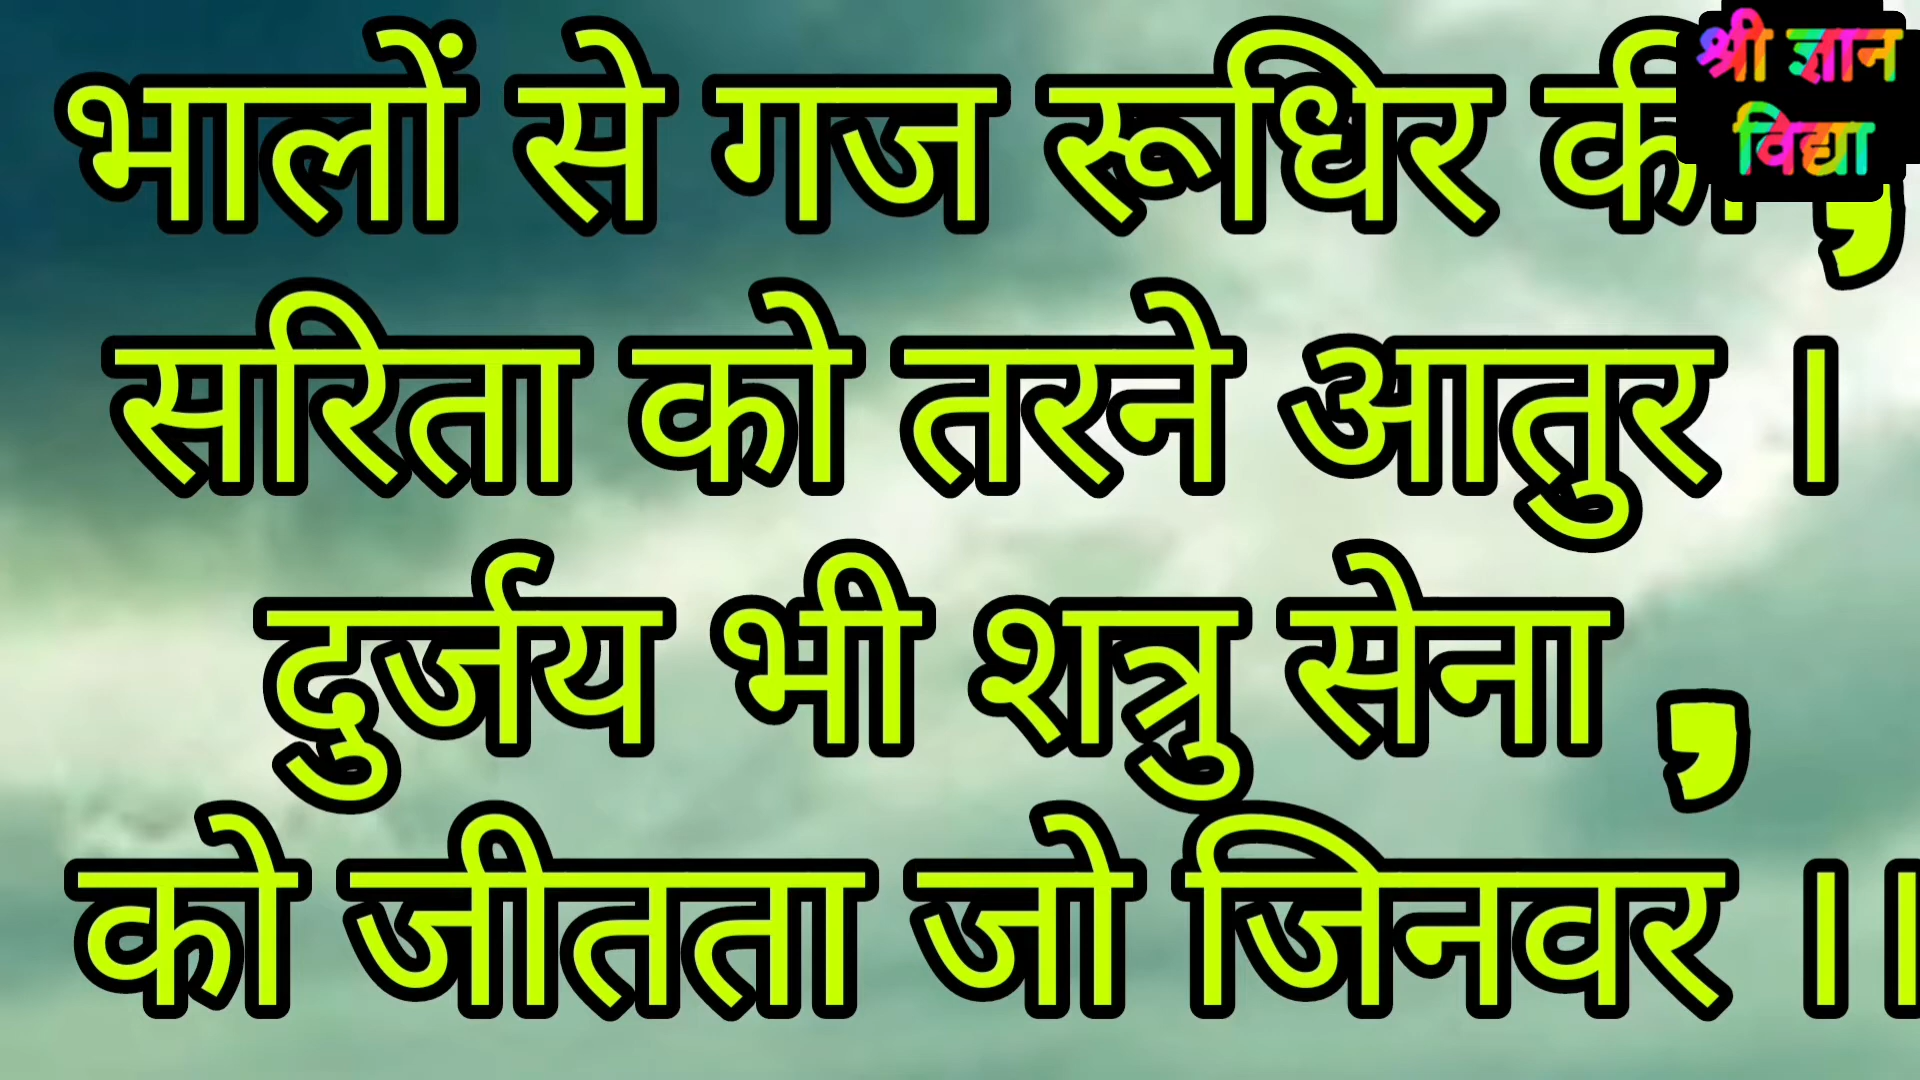 भालों से गज रूधिर की ,
सरिता को तरने आतुर ।
दुर्जय भी शत्रु सेना ,
को जीतता जो जिनवर ।।
श्री ज्ञान
विद्या